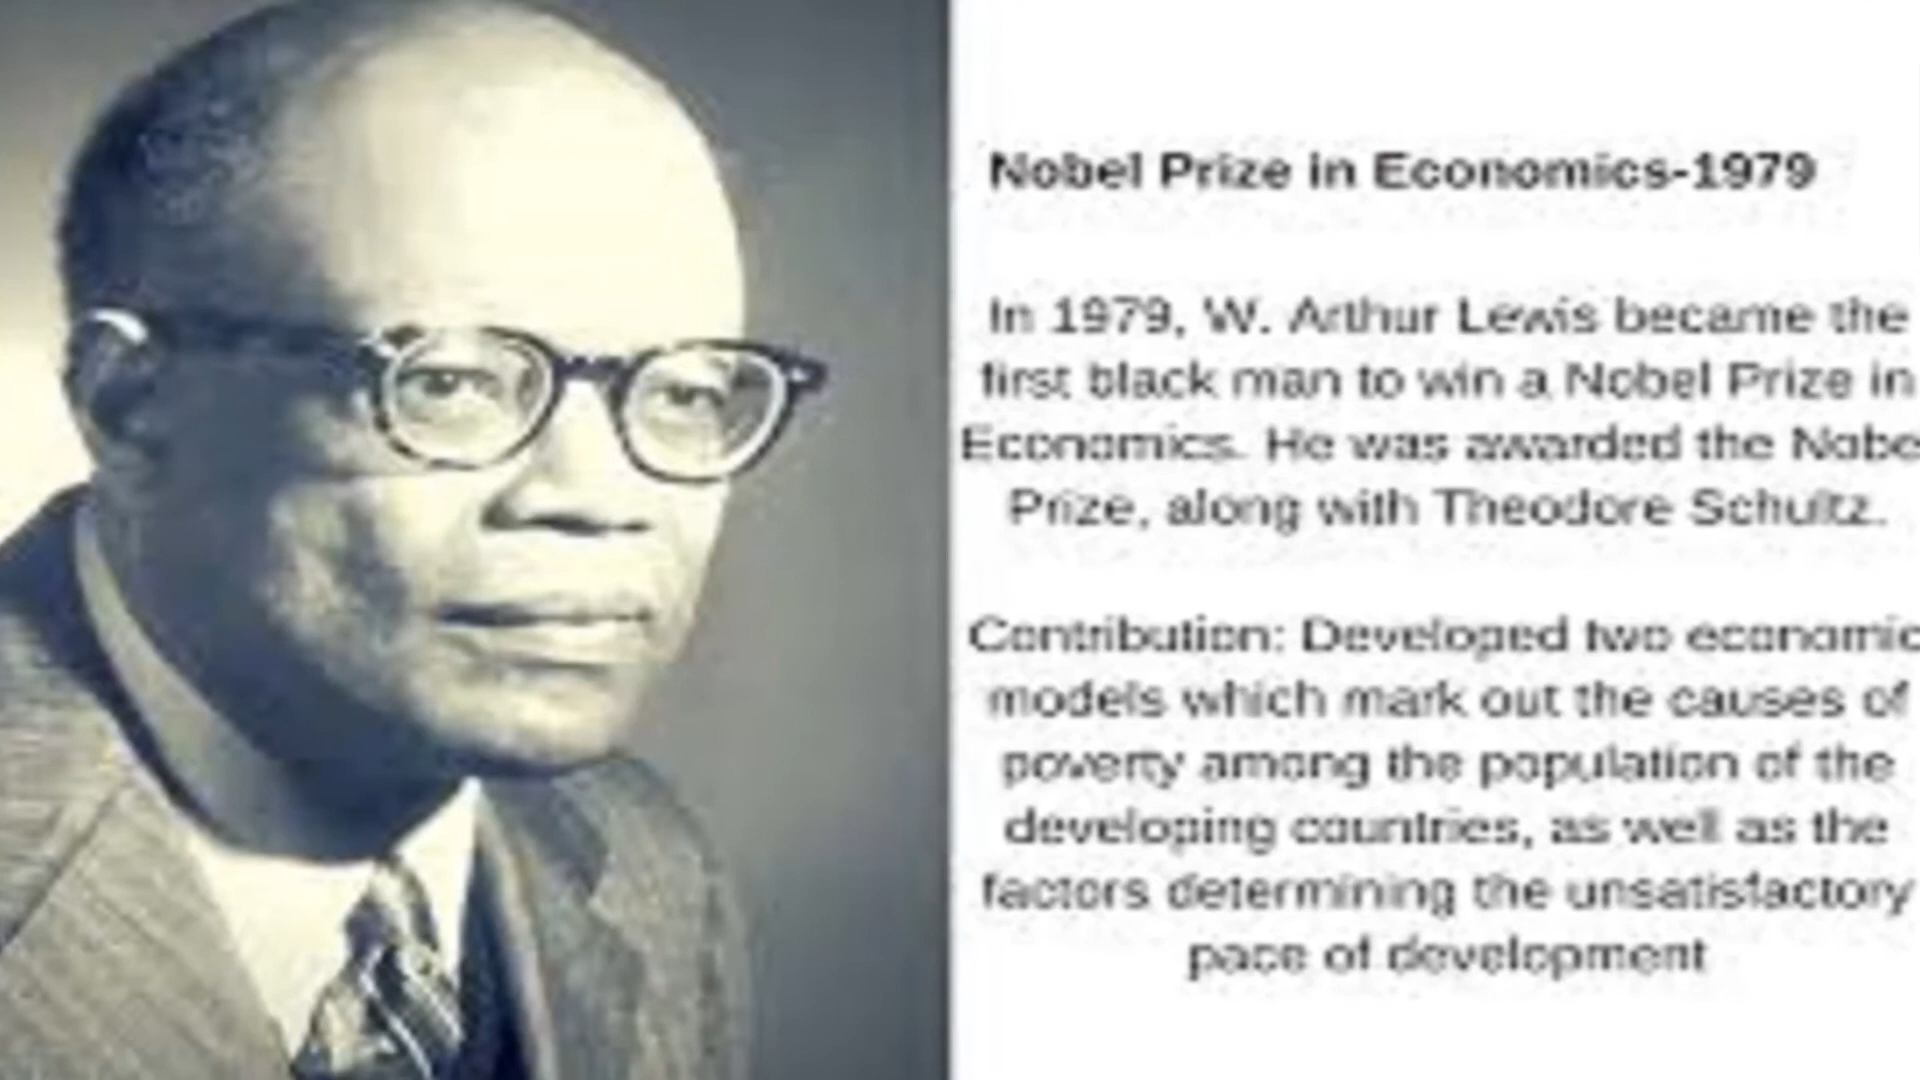 Nobel Prize in Economics-1979
In 1979, W. Arthur Lewis became the
first black man to win a Nobel Prize in
Economics. He was awarded the Nobe
Prize, along with Theodore Schultz.
Contribution: Developed two economic
models which mark out the causes of
poverty among the population of the
developing countries, as well as the
factors determining the unsatisfactory
pace of development